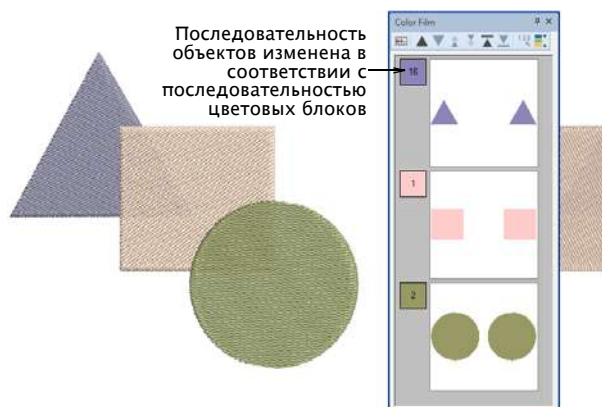 Последовательность
объектов изменена в
соответствии с
последовательностью
цветовых блоков
Color Film
16
1
2